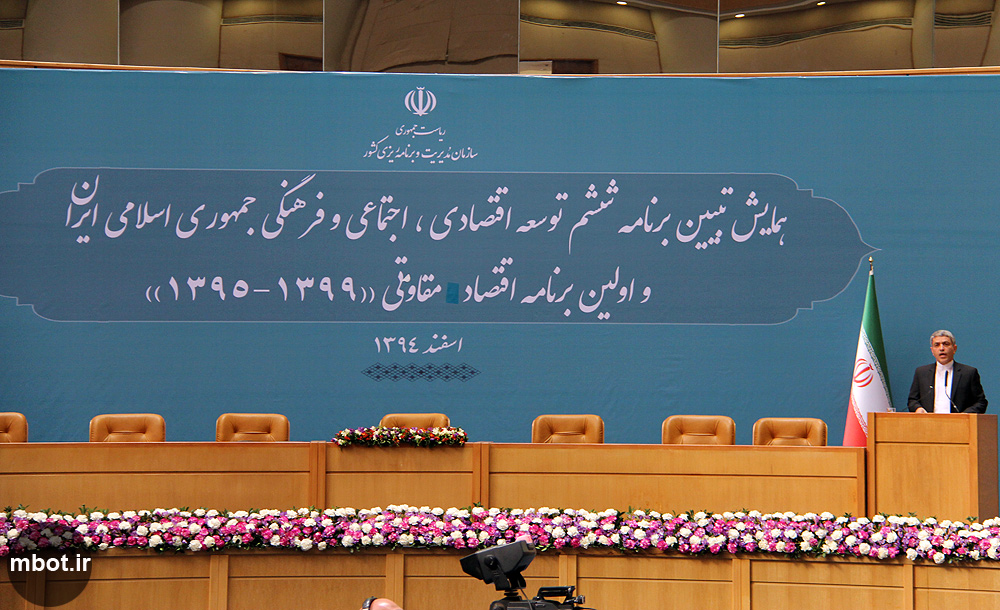 ریاست جمهوری
سازمان مدیریت و برنامه ریزی کشور
همایش تبیین برنامه ششم توسعه اقتصادی ، اجتماعی و فرهنگی جمهوری اسلامی ایران
و اولین برنامه اقتصاد مقاومتی ((۱۳۹۹-۱۳۹۵))
اسفند ۱۳۹۴
mbot.ir